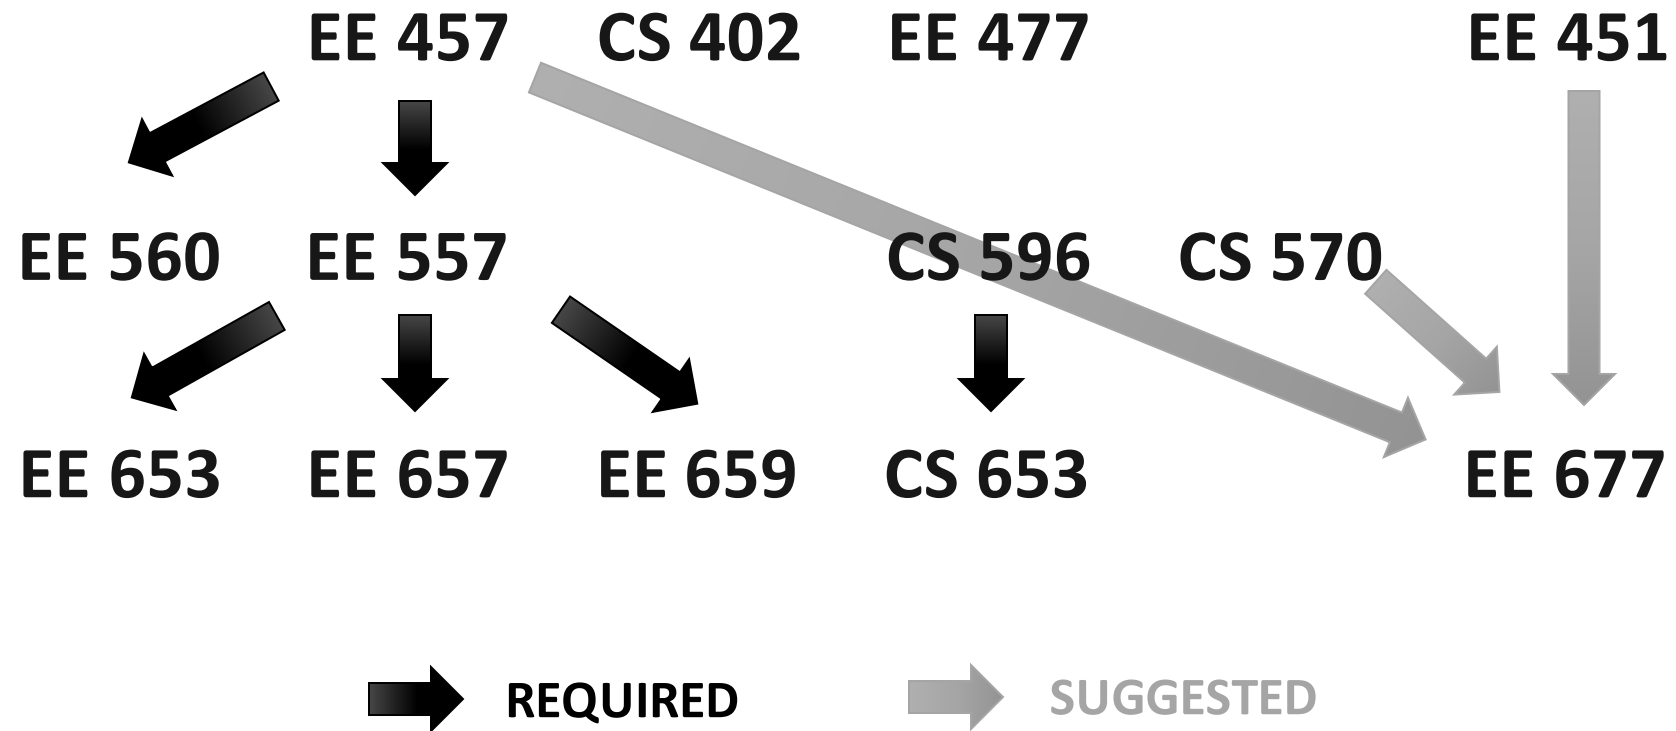 EE 457 CS 402 EE 477 EE 451
EE 560 EE 557 CS 596 CS 570
EE 653 EE 657 EE 659 CS 653 EE 677
REQUIRED SUGGESTED